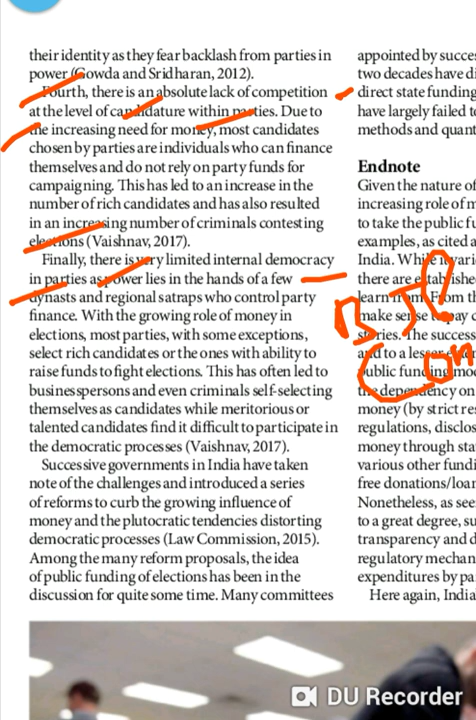 their identity as they fear backlash from parties in
power (Gowda and Sridharan, 2012).
Fourth, there is an absolute lack of competition
at the level of candidature within parties. Due to
the increasing need for money, most candidates
chosen by parties are individuals who can finance
themselves and do not rely on party funds for
campaigning. This has led to an increase in the
number of rich candidates and has also resulted
in an increasing number of criminals contesting
elections (Vaishnav, 2017).
Finally, there is very limited internal democracy
in parties as power lies in the hands of a few
dynasts and regional satraps who control party
finance. With the growing role of money in
elections, most parties, with some exceptions,
select rich candidates or the ones with ability to
raise funds to fight elections. This has often led to
businesspersons and even criminals self-selecting
themselves as candidates while meritorious or
talented candidates find it difficult to participate in
the democratic processes (Vaishnav, 2017).
Successive governments in India have taken
note of the challenges and introduced a series
of reforms to curb the growing influence of
money and the plutocratic tendencies distorting
democratic processes (Law Commission, 2015).
Among the many reform proposals, the idea
of public funding of elections has been in the
discussion for quite some time. Many committees
appointed by
two decades have
direct state funding
have largely failed to
methods and
Endnote
Given the nature of
increasing role of
to take the public
examples, as cited
India.
there are established
learn from. From
make sense to pay
stories. The success
and to a lesser
public funding
the dependency on
money (by strict
regulations,
money through
various other
free donations/loan
Nonetheless, as
to a great degree,
transparency and
regulatory
expenditures by
Here again, India
DU Recorder